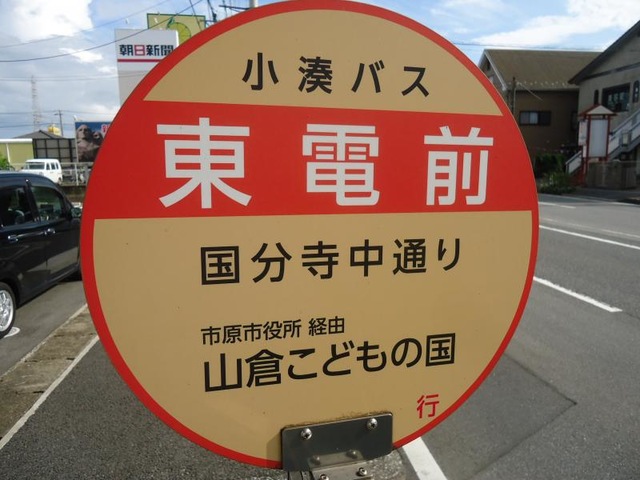 朝日新聞
小湊バス
東電前
国分寺中通り
市原市役所 経由
山倉こどもの国
行